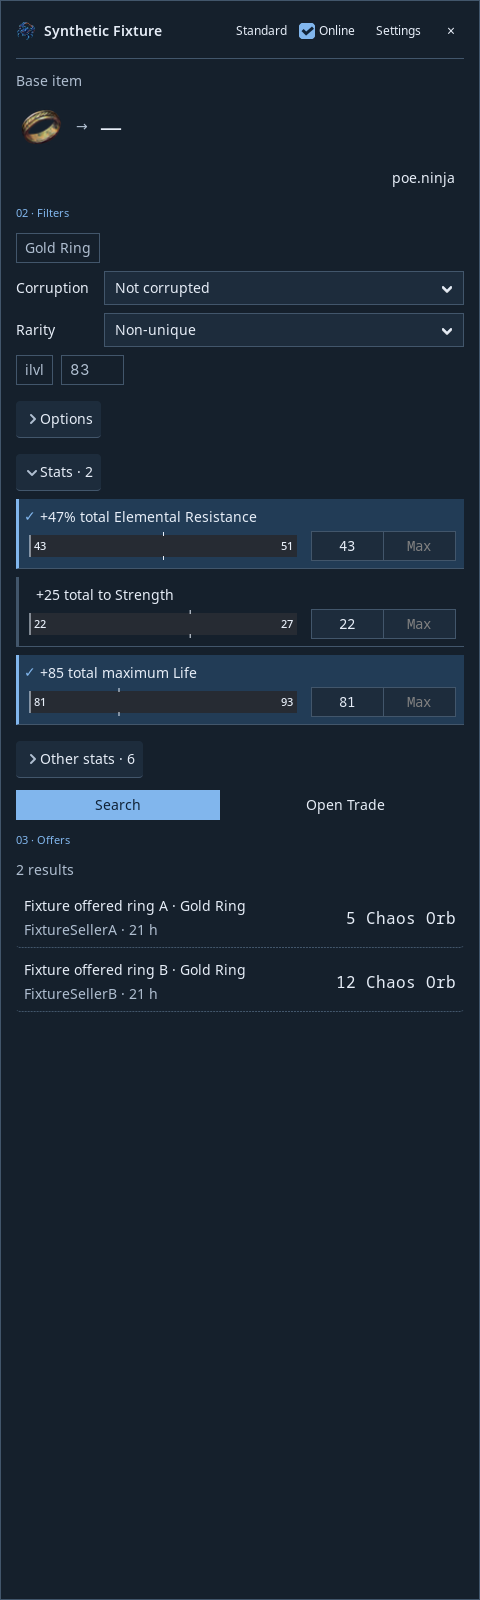 Synthetic Fixture Standard Online Settings ×
Base item
→ —
poe.ninja
02 · Filters
Gold Ring
Corruption Not corrupted
Rarity Non-unique
ilvl 83
Options
Stats · 2
✓ +47% total Elemental Resistance
43 51 43 Max
+25 total to Strength
22 27 22 Max
✓ +85 total maximum Life
81 93 81 Max
Other stats · 6
Search Open Trade
03 · Offers
2 results
Fixture offered ring A · Gold Ring
5 Chaos Orb
FixtureSellerA · 21 h
Fixture offered ring B · Gold Ring
12 Chaos Orb
FixtureSellerB · 21 h